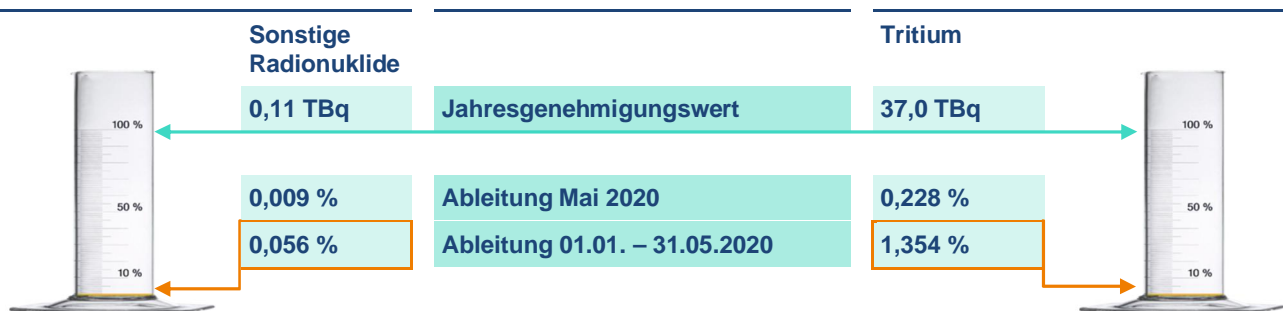 Sonstige
Radionuklide
Tritium
0,11 TBq
Jahresgenehmigungswert
37,0 TBq
100 %
100 %
0,009 %
Ableitung Mai 2020
0,228 %
50 %
50 %
0,056 %
Ableitung 01.01. – 31.05.2020
1,354 %
10 %
10 %